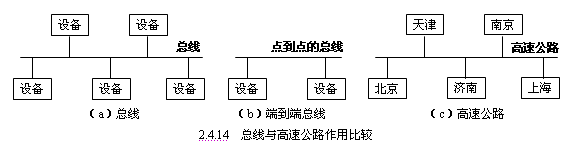 设备 设备 天津 南京
总线 点到点的总线 高速公路
设备 设备 设备 设备 设备 北京 济南 上海
（a）总线 （b）端到端总线 （c）高速公路
2.4.14 总线与高速公路作用比较